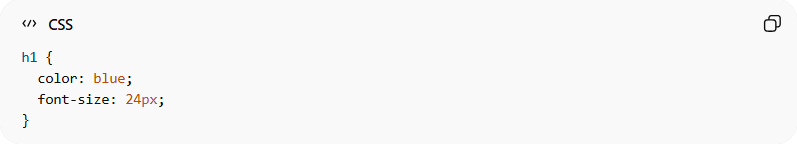 CSS
h1 {
  color: blue;
  font-size: 24px;
}